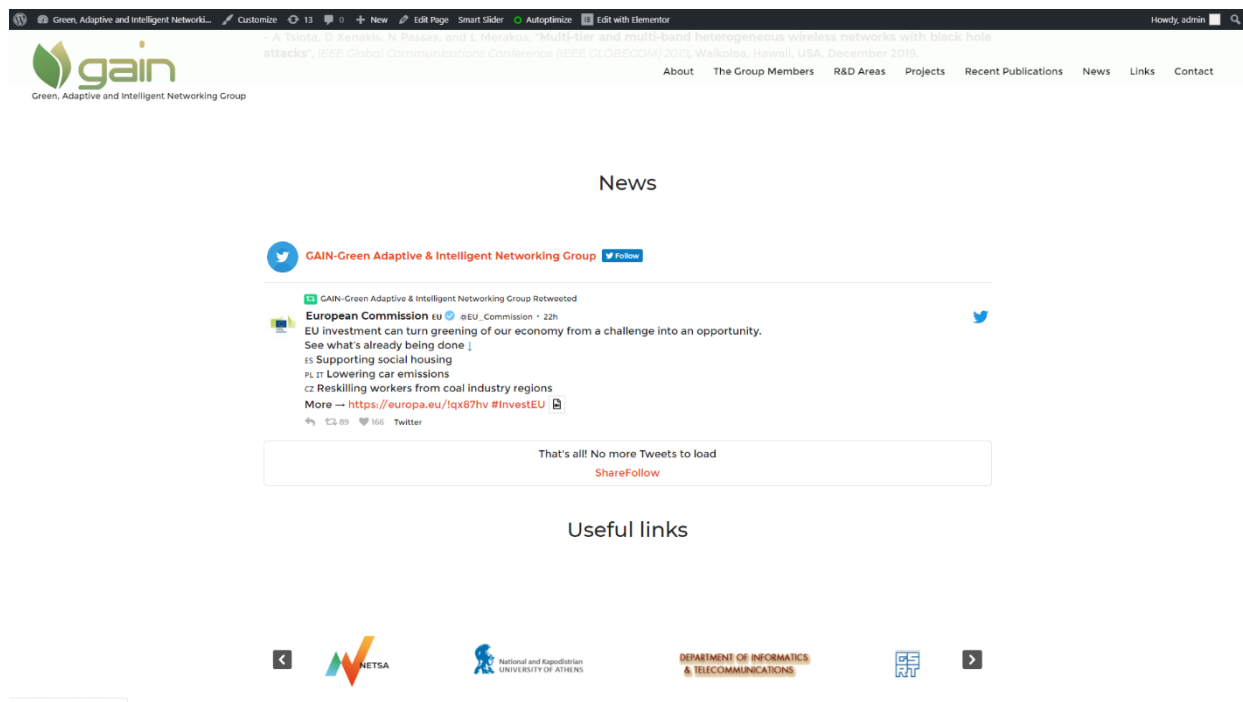 Green, Adaptive and Intelligent Networki... Customize 13 0 New Edit Page Smart Slider Autoptimize Edit with Elementor Howdy, admin
- A Tsiota, D Xenakis, N Passas, and L Merakos, "Multi-tier and multi-band heterogeneous wireless networks with black hole
attacks", IEEE Global Communications Conference (IEEE GLOBECOM) 2019, Waikoloa, Hawaii, USA, December 2019.
gain
Green, Adaptive and Intelligent Networking Group
About The Group Members R&D Areas Projects Recent Publications News Links Contact
News
GAIN-Green Adaptive & Intelligent Networking Group Follow
GAIN-Green Adaptive & Intelligent Networking Group Retweeted
European Commission EU @EU_Commission · 22h
EU investment can turn greening of our economy from a challenge into an opportunity.
See what's already being done ↓
ES Supporting social housing
PL IT Lowering car emissions
CZ Reskilling workers from coal industry regions
More → https://europa.eu/!qx87hv #InvestEU
89 166 Twitter
That's all! No more Tweets to load
ShareFollow
Useful links
NETSA
National and Kapodistrian
UNIVERSITY OF ATHENS
DEPARTMENT OF INFORMATICS
& TELECOMMUNICATIONS
GSRT